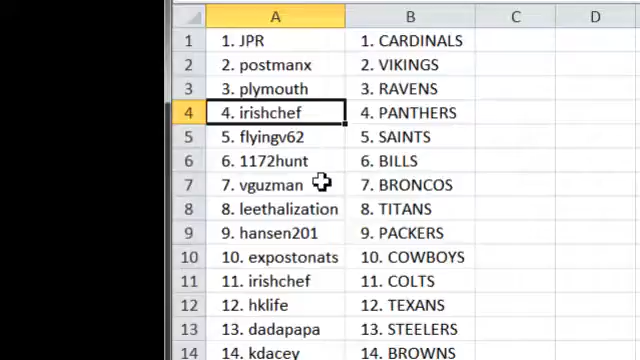 A B C D
1 1. JPR 1. CARDINALS
2 2. postmanx 2. VIKINGS
3 3. plymouth 3. RAVENS
4 4. irishchef 4. PANTHERS
5 5. flyingv62 5. SAINTS
6 6. 1172hunt 6. BILLS
7 7. vguzman 7. BRONCOS
8 8. leethalization 8. TITANS
9 9. hansen201 9. PACKERS
10 10. expostonats 10. COWBOYS
11 11. irishchef 11. COLTS
12 12. hklife 12. TEXANS
13 13. dadapapa 13. STEELERS
14 14. kdacey 14. BROWNS